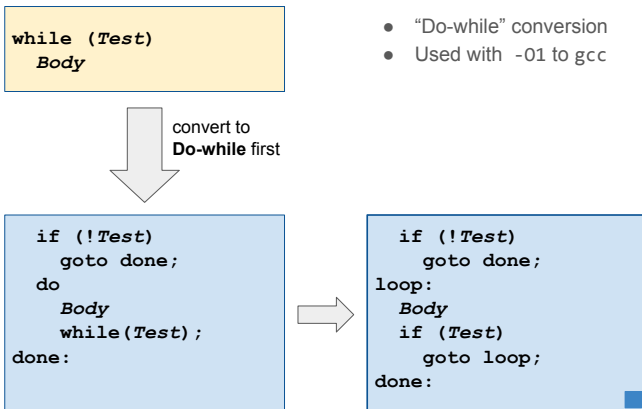 while (Test)
Body
● “Do-while” conversion
● Used with -O1 to gcc
convert to
Do-while first
if (!Test)
goto done;
do
Body
while(Test);
done:
if (!Test)
goto done;
loop:
Body
if (Test)
goto loop;
done: